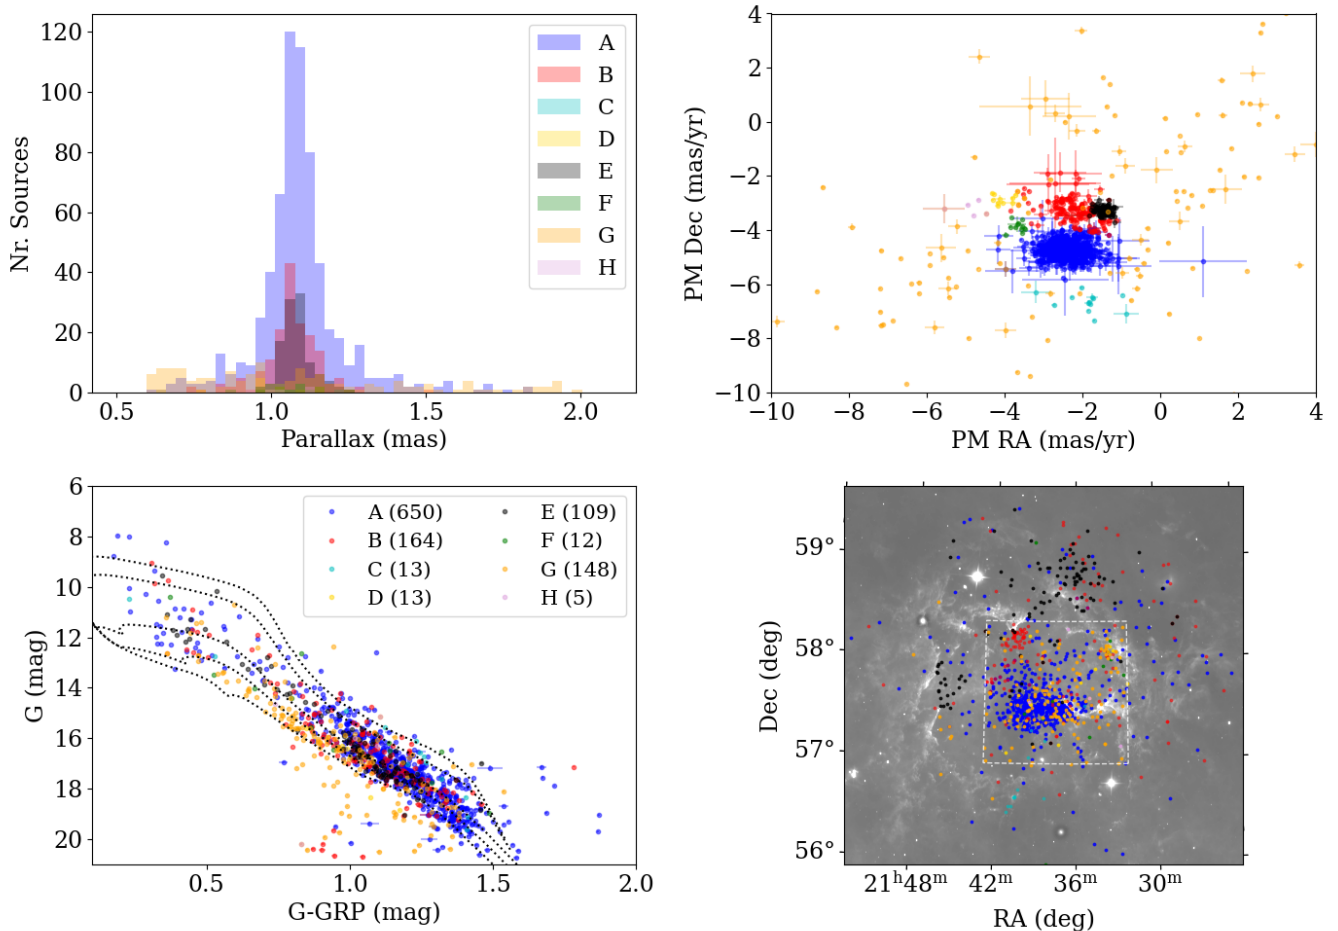 120
100
80
60
40
20
0
Nr. Sources
0.5 1.0 1.5 2.0
Parallax (mas)
A
B
C
D
E
F
G
H
4
2
0
−2
−4
−6
−8
−10
PM Dec (mas/yr)
−10 −8 −6 −4 −2 0 2 4
PM RA (mas/yr)
6
8
10
12
14
16
18
20
G (mag)
A (650) E (109)
B (164) F (12)
C (13) G (148)
D (13) H (5)
0.5 1.0 1.5 2.0
G-GRP (mag)
59°
58°
57°
56°
Dec (deg)
21h48m 42m 36m 30m
RA (deg)